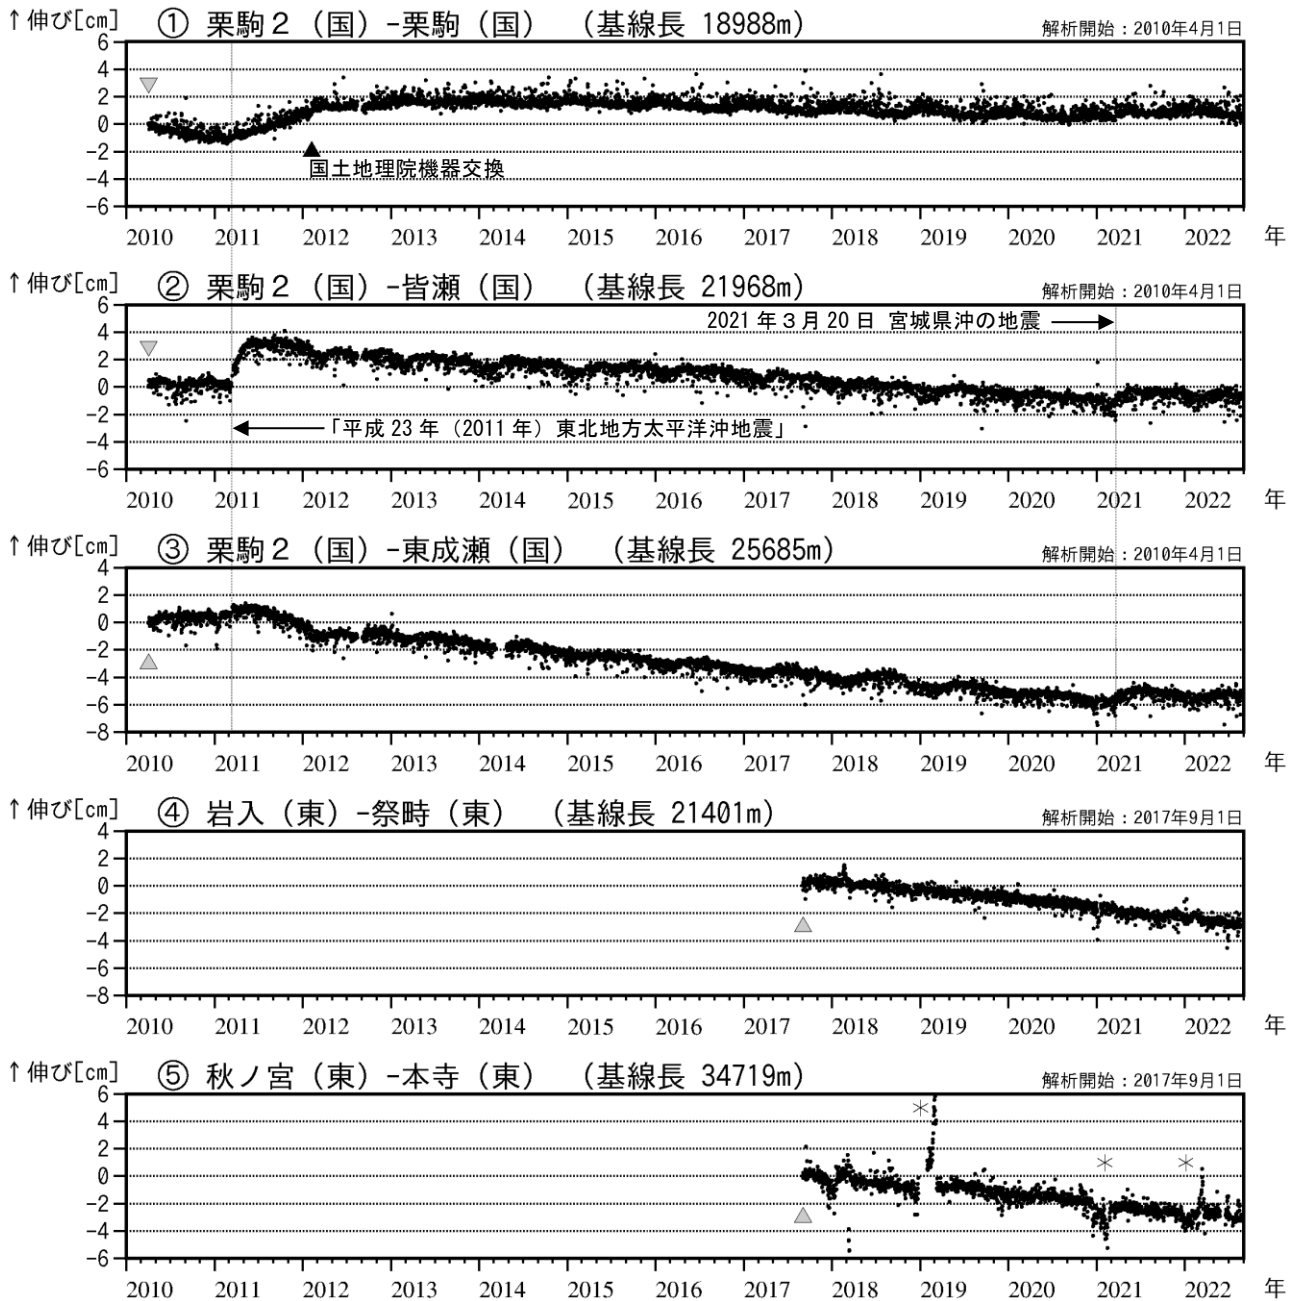 ↑伸び[cm] ① 栗駒２（国）-栗駒（国） （基線長 18988m） 解析開始：2010年4月1日
6
4
2
0
-2
国土地理院機器交換
-4
-6
2010 2011 2012 2013 2014 2015 2016 2017 2018 2019 2020 2021 2022 年
↑伸び[cm] ② 栗駒２（国）-皆瀬（国） （基線長 21968m） 解析開始：2010年4月1日
6
2021 年３月 20 日 宮城県沖の地震
4
2
0
-2
「平成 23 年（2011 年）東北地方太平洋沖地震」
-4
-6
2010 2011 2012 2013 2014 2015 2016 2017 2018 2019 2020 2021 2022 年
↑伸び[cm] ③ 栗駒２（国）-東成瀬（国） （基線長 25685m） 解析開始：2010年4月1日
4
2
0
-2
-4
-6
-8
2010 2011 2012 2013 2014 2015 2016 2017 2018 2019 2020 2021 2022 年
↑伸び[cm] ④ 岩入（東）-祭畤（東） （基線長 21401m） 解析開始：2017年9月1日
4
2
0
-2
-4
-6
-8
2010 2011 2012 2013 2014 2015 2016 2017 2018 2019 2020 2021 2022 年
↑伸び[cm] ⑤ 秋ノ宮（東）-本寺（東） （基線長 34719m） 解析開始：2017年9月1日
6
4
2
0
-2
-4
-6
2010 2011 2012 2013 2014 2015 2016 2017 2018 2019 2020 2021 2022 年